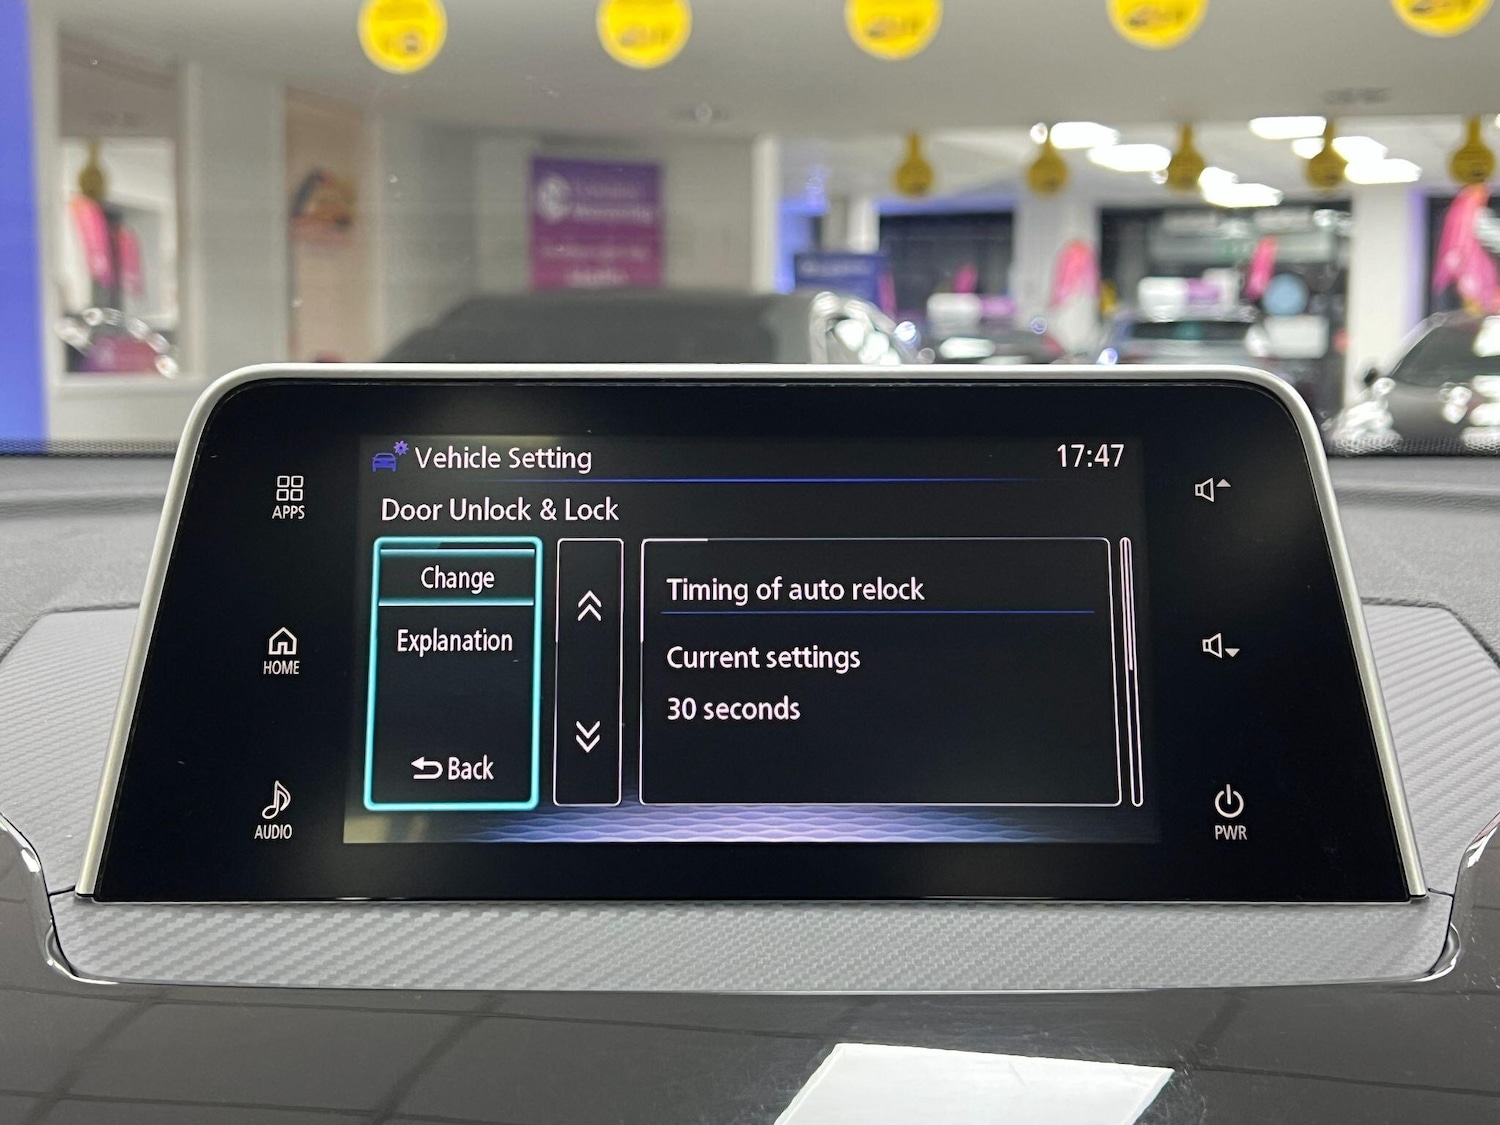 Vehicle Setting
17:47
Door Unlock & Lock
APPS
HOME
AUDIO
Change
Explanation
Back
Timing of auto relock
Current settings
30 seconds
PWR